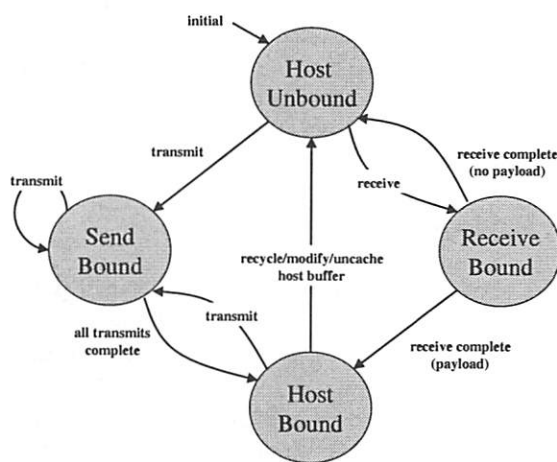 initial
Host
Unbound
transmit
receive complete
(no payload)
transmit
receive
Send
Bound
Receive
Bound
recycle/modify/uncache
host buffer
transmit
all transmits
complete
receive complete
(payload)
Host
Bound